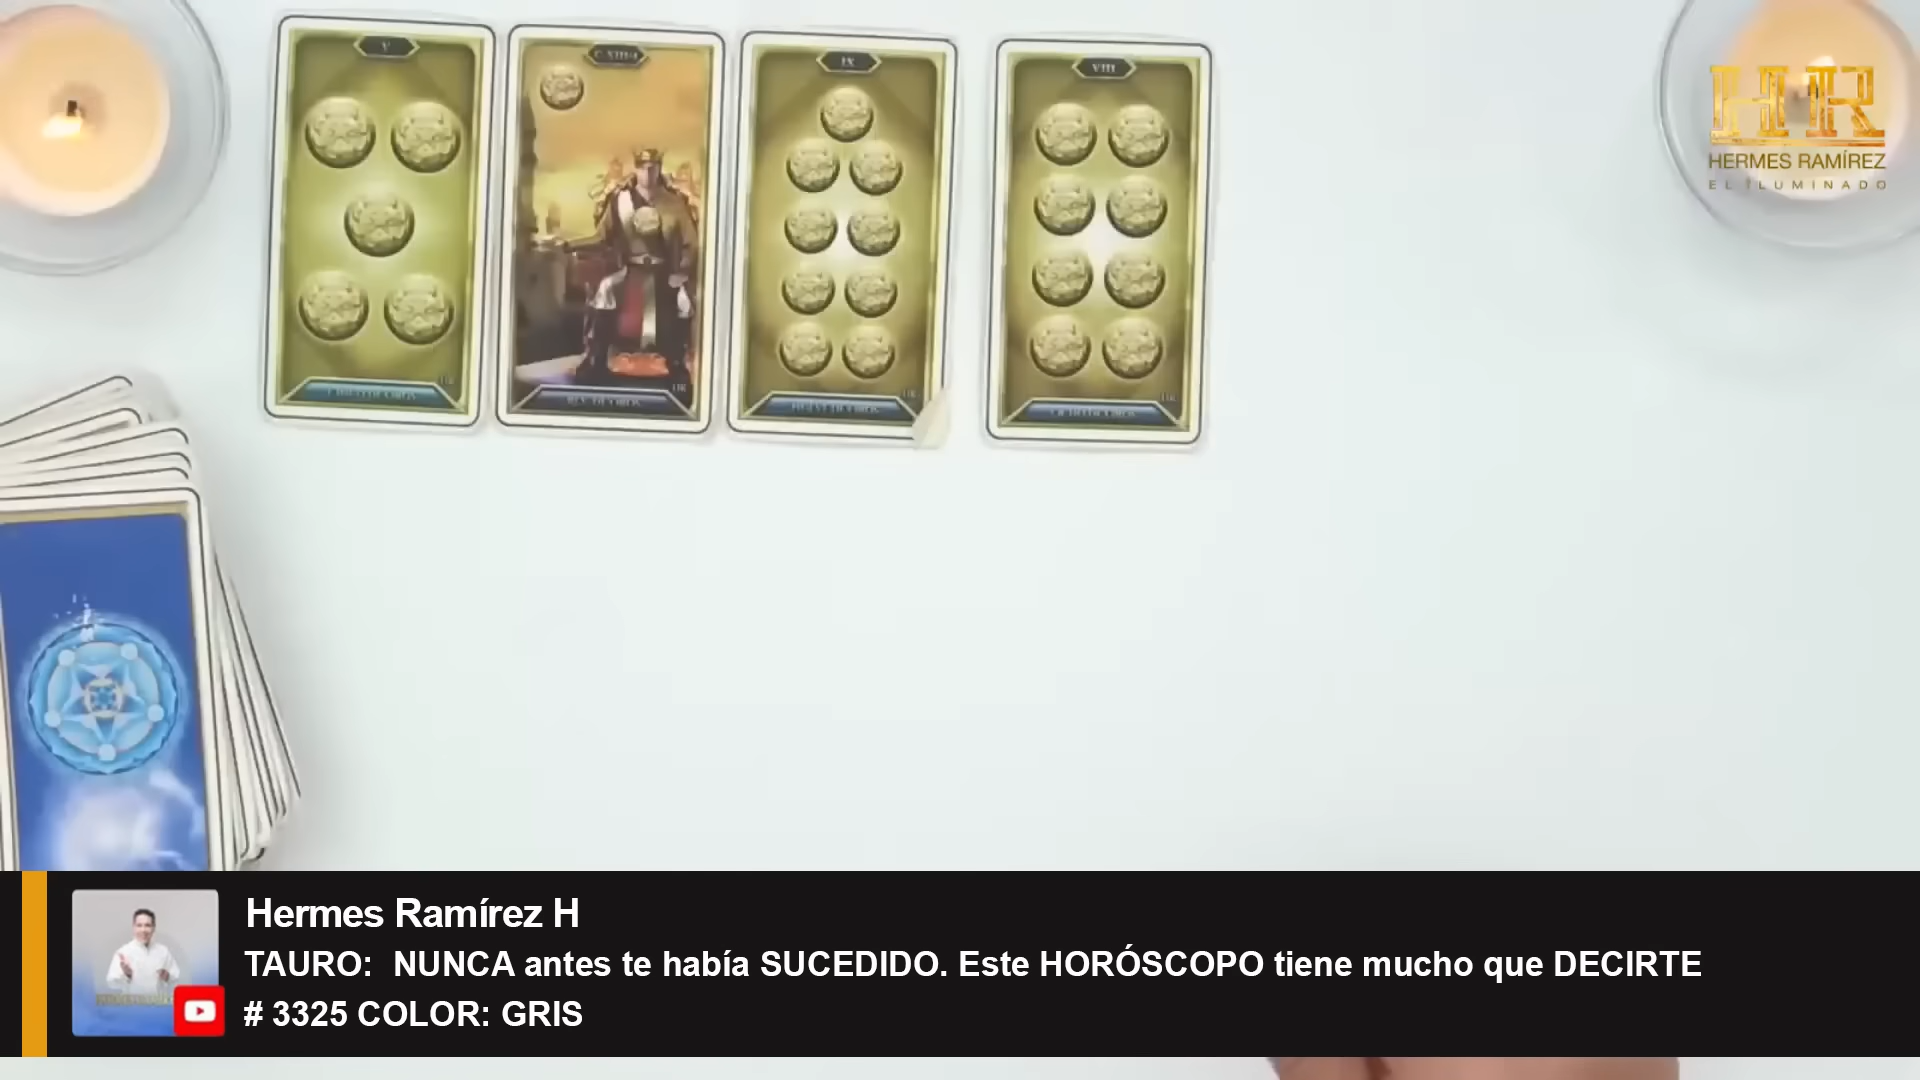 V
IX
VIII
HR
HERMES RAMÍREZ
EL ILUMINADO
Hermes Ramírez H
TAURO:  NUNCA antes te había SUCEDIDO. Este HORÓSCOPO tiene mucho que DECIRTE
# 3325 COLOR: GRIS